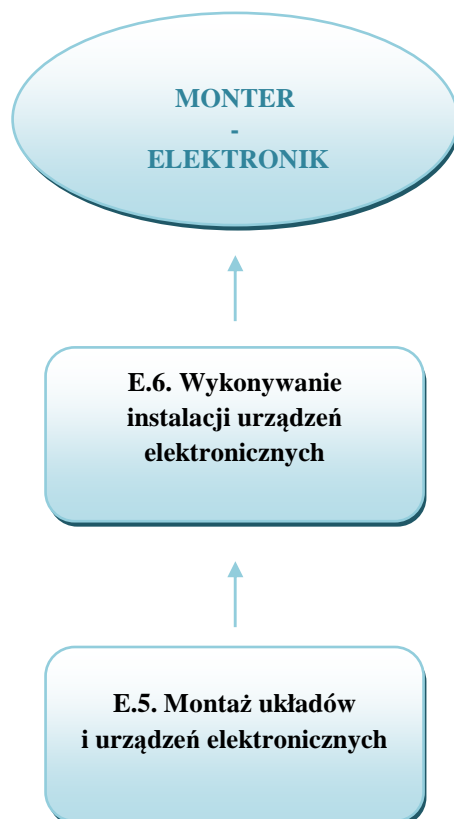 MONTER
-
ELEKTRONIK
E.6. Wykonywanie
instalacji urządzeń
elektronicznych
E.5. Montaż układów
i urządzeń elektronicznych